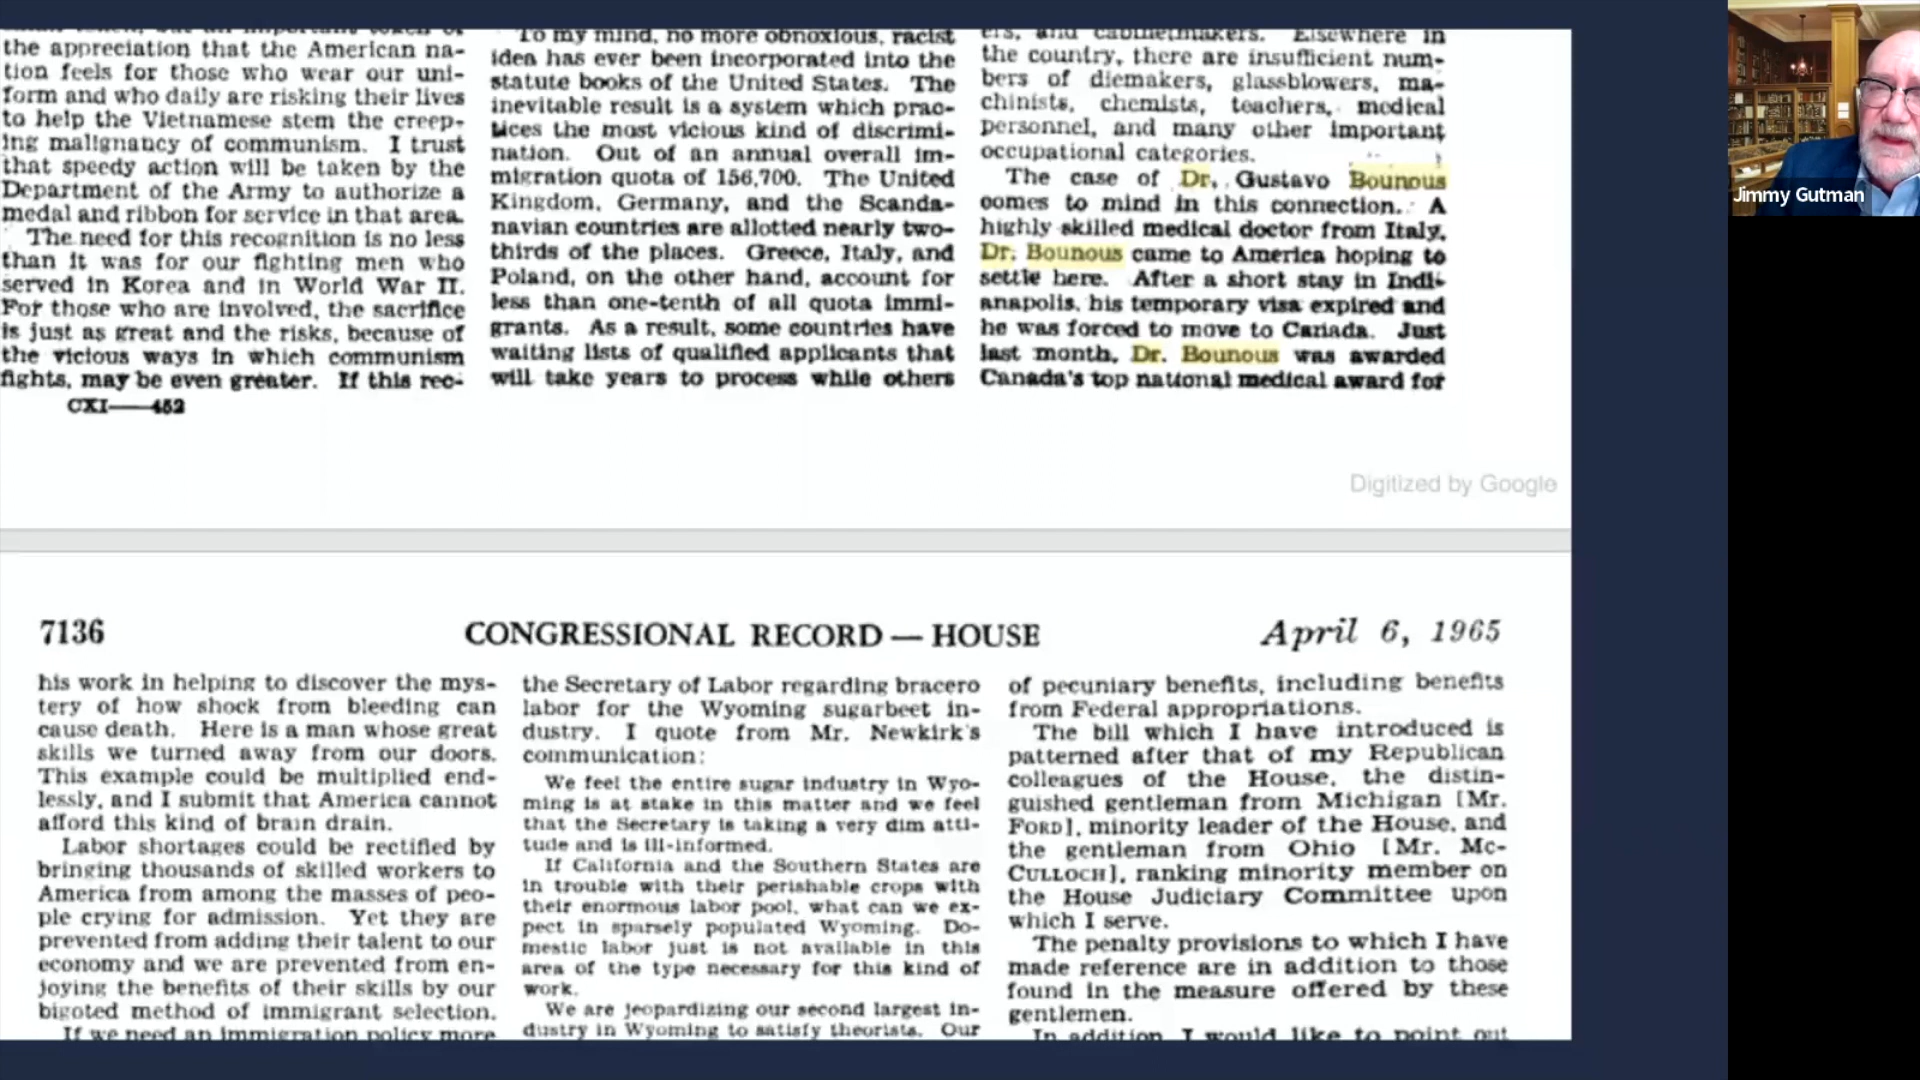 the appreciation that the American na-
tion feels for those who wear our uni-
form and who daily are risking their lives
to help the Vietnamese stem the creep-
ing malignancy of communism. I trust
that speedy action will be taken by the
Department of the Army to authorize a
medal and ribbon for service in that area.
The need for this recognition is no less
than it was for our fighting men who
served in Korea and in World War II.
For those who are involved, the sacrifice
is just as great and the risks, because of
the vicious ways in which communism
fights, may be even greater. If this rec-
CXI——452
To my mind, no more obnoxious, racist
idea has ever been incorporated into the
statute books of the United States. The
inevitable result is a system which prac-
tices the most vicious kind of discrimi-
nation. Out of an annual overall im-
migration quota of 156,700. The United
Kingdom, Germany, and the Scanda-
navian countries are allotted nearly two-
thirds of the places. Greece, Italy, and
Poland, on the other hand, account for
less than one-tenth of all quota immi-
grants. As a result, some countries have
waiting lists of qualified applicants that
will take years to process while others
ers, and cabinetmakers. Elsewhere in
the country, there are insufficient num-
bers of diemakers, glassblowers, ma-
chinists, chemists, teachers, medical
personnel, and many other important
occupational categories.
The case of Dr. Gustavo Bounous
comes to mind in this connection. A
highly skilled medical doctor from Italy,
Dr. Bounous came to America hoping to
settle here. After a short stay in Indi-
anapolis, his temporary visa expired and
he was forced to move to Canada. Just
last month, Dr. Bounous was awarded
Canada's top national medical award for
Digitized by Google
7136
CONGRESSIONAL RECORD — HOUSE
April 6, 1965
his work in helping to discover the mys-
tery of how shock from bleeding can
cause death. Here is a man whose great
skills we turned away from our doors.
This example could be multiplied end-
lessly, and I submit that America cannot
afford this kind of brain drain.
Labor shortages could be rectified by
bringing thousands of skilled workers to
America from among the masses of peo-
ple crying for admission. Yet they are
prevented from adding their talent to our
economy and we are prevented from en-
joying the benefits of their skills by our
bigoted method of immigrant selection.
If we need an immigration policy more
the Secretary of Labor regarding bracero
labor for the Wyoming sugarbeet in-
dustry. I quote from Mr. Newkirk's
communication:
We feel the entire sugar industry in Wyo-
ming is at stake in this matter and we feel
that the Secretary is taking a very dim atti-
tude and is ill-informed.
If California and the Southern States are
in trouble with their perishable crops with
their enormous labor pool, what can we ex-
pect in sparsely populated Wyoming. Do-
mestic labor just is not available in this
area of the type necessary for this kind of
work.
We are jeopardizing our second largest in-
dustry in Wyoming to satisfy theorists. Our
of pecuniary benefits, including benefits
from Federal appropriations.
The bill which I have introduced is
patterned after that of my Republican
colleagues of the House, the distin-
guished gentleman from Michigan [Mr.
FORD], minority leader of the House, and
the gentleman from Ohio [Mr. Mc-
CULLOCH], ranking minority member on
the House Judiciary Committee upon
which I serve.
The penalty provisions to which I have
made reference are in addition to those
found in the measure offered by these
gentlemen.
In addition, I would like to point out
Jimmy Gutman